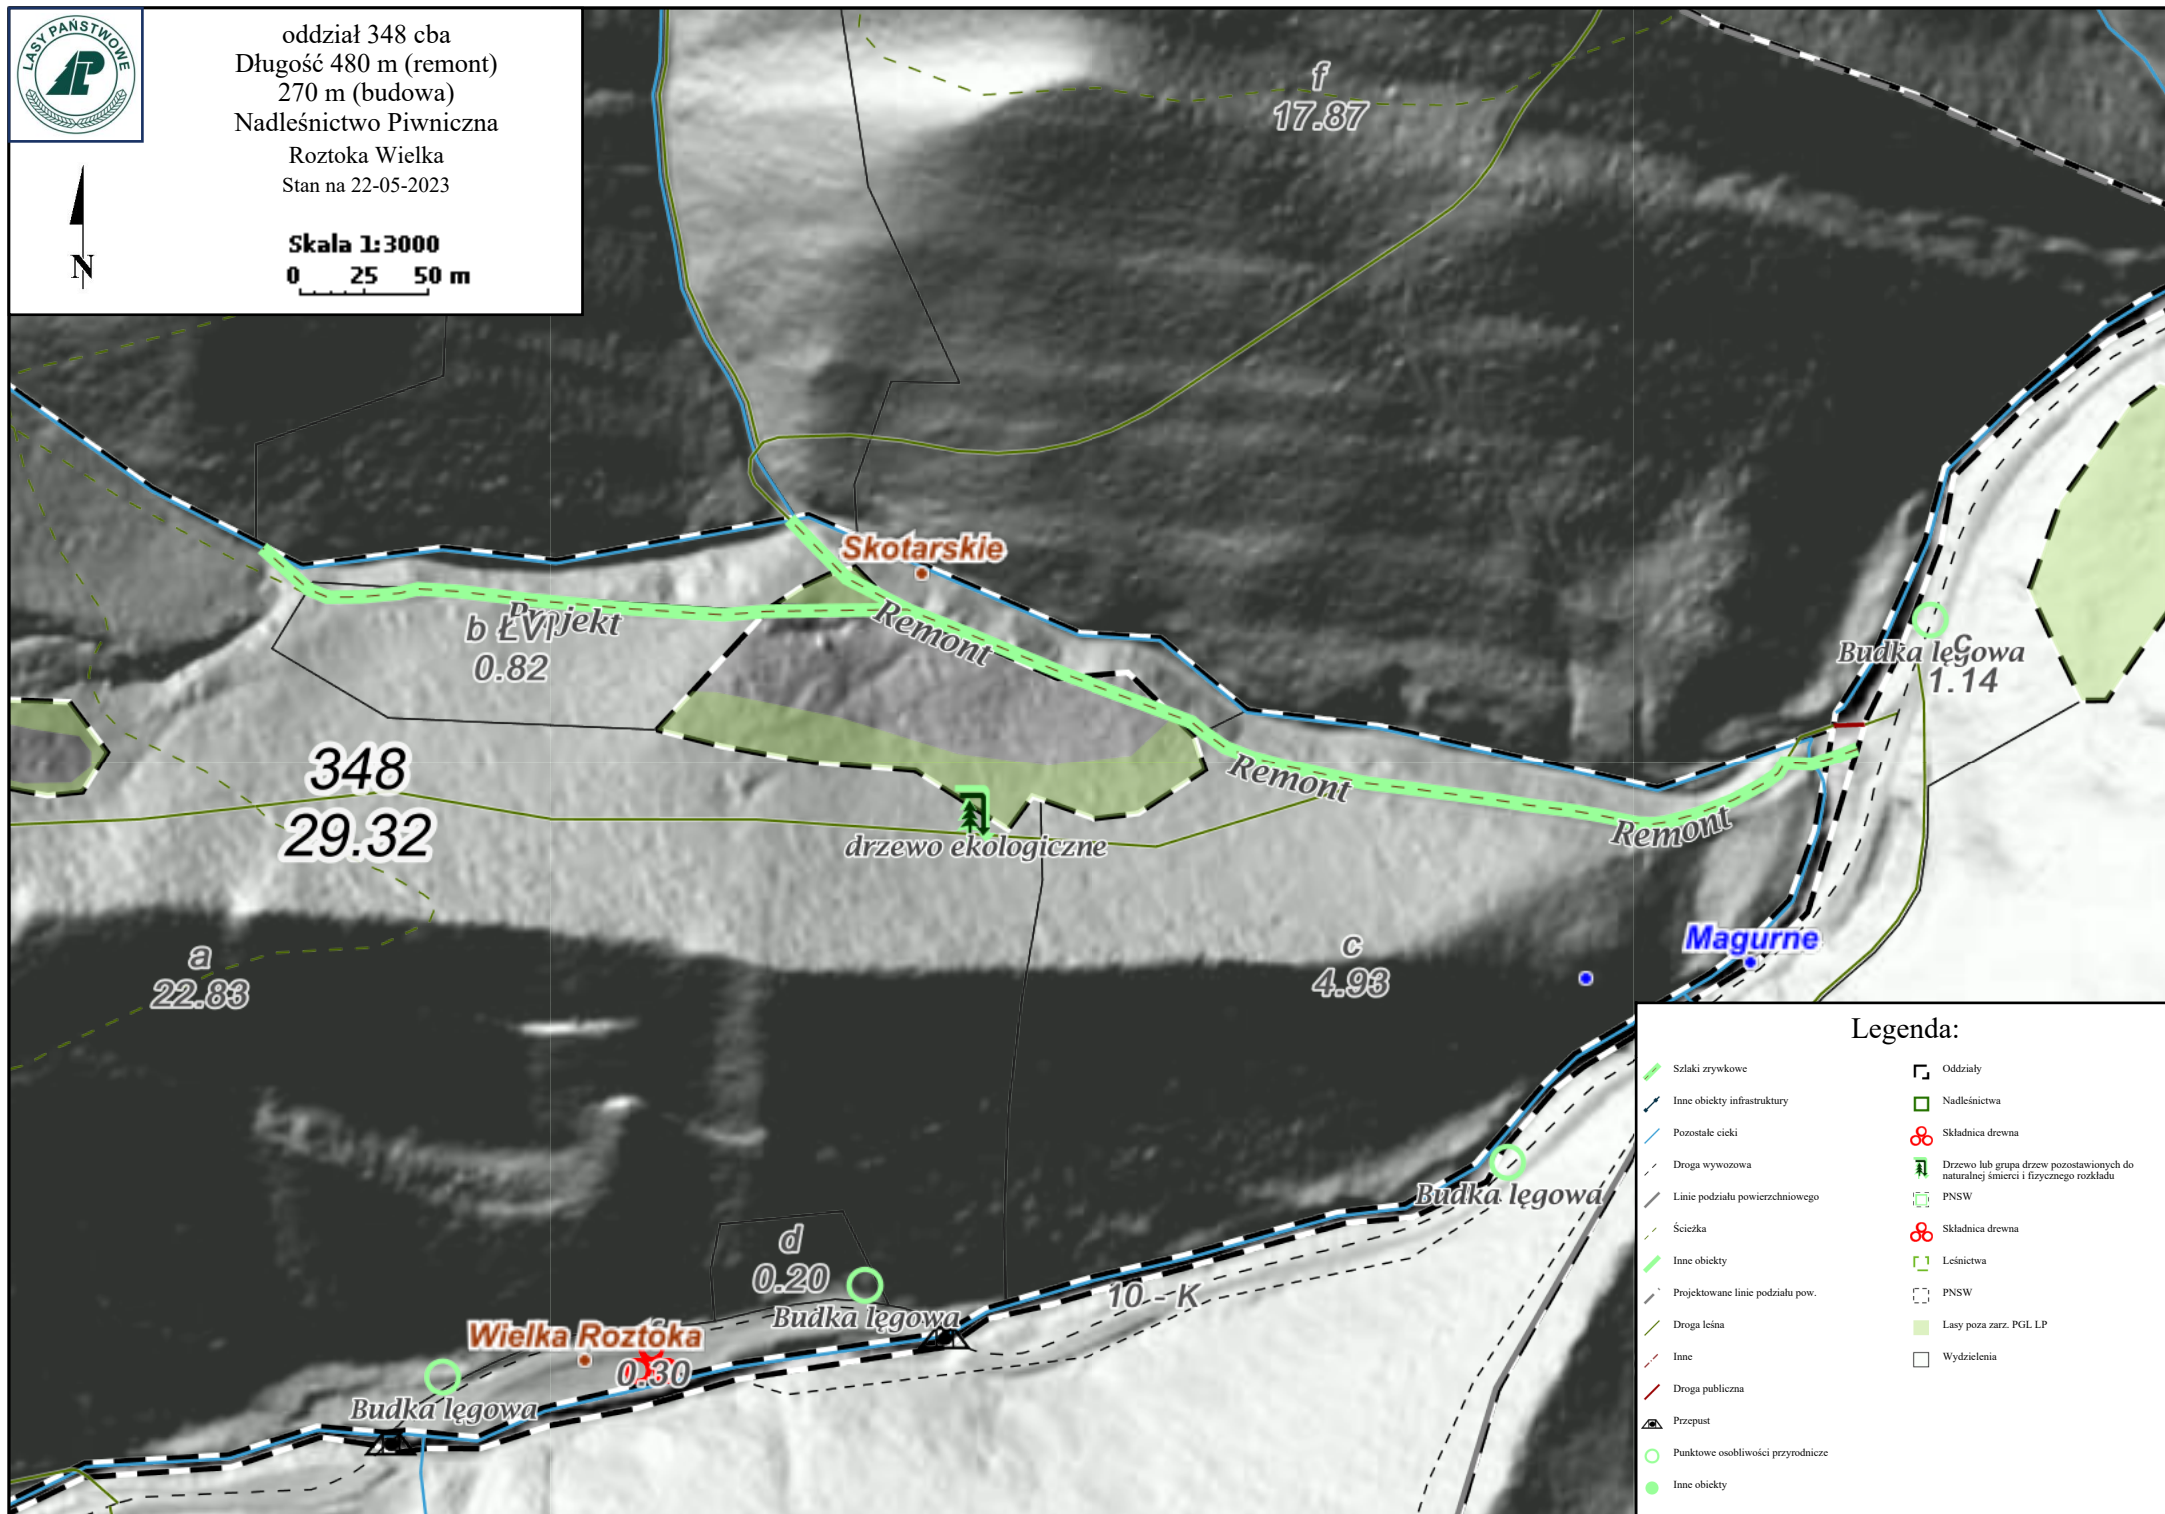 LASY PAŃSTWOWE
LP
oddział 348 cba
Długość 480 m (remont)
270 m (budowa)
Nadleśnictwo Piwniczna
Roztoka Wielka
Stan na 22-05-2023
N
Skala 1:3000
0 25 50 m
f
17.87
Skotarskie
Projekt
b
0.82
Remont
Budka lęgowa
c
1.14
348
29.32
Remont
Remont
drzewo ekologiczne
a
22.83
c
4.93
Magurne
Budka lęgowa
d
0.20
Budka lęgowa
10 - K
Wielka Roztoka
0.30
Budka lęgowa
Legenda:
Szlaki zrywkowe
Inne obiekty infrastruktury
Pozostałe cieki
Droga wywozowa
Linie podziału powierzchniowego
Ścieżka
Inne obiekty
Projektowane linie podziału pow.
Droga leśna
Inne
Droga publiczna
Przepust
Punktowe osobliwości przyrodnicze
Inne obiekty
Oddziały
Nadleśnictwa
Składnica drewna
Drzewo lub grupa drzew pozostawionych do
naturalnej śmierci i fizycznego rozkładu
PNSW
Składnica drewna
Leśnictwa
PNSW
Lasy poza zarz. PGL LP
Wydzielenia